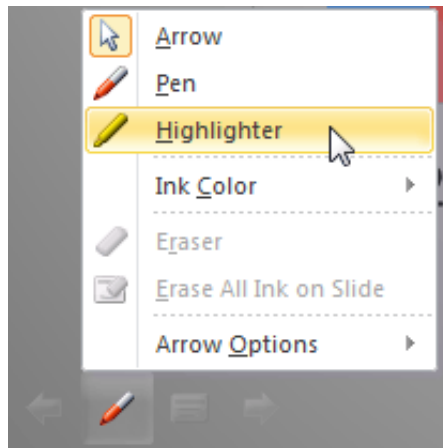 Arrow
Pen
Highlighter
Ink Color
Eraser
Erase All Ink on Slide
Arrow Options